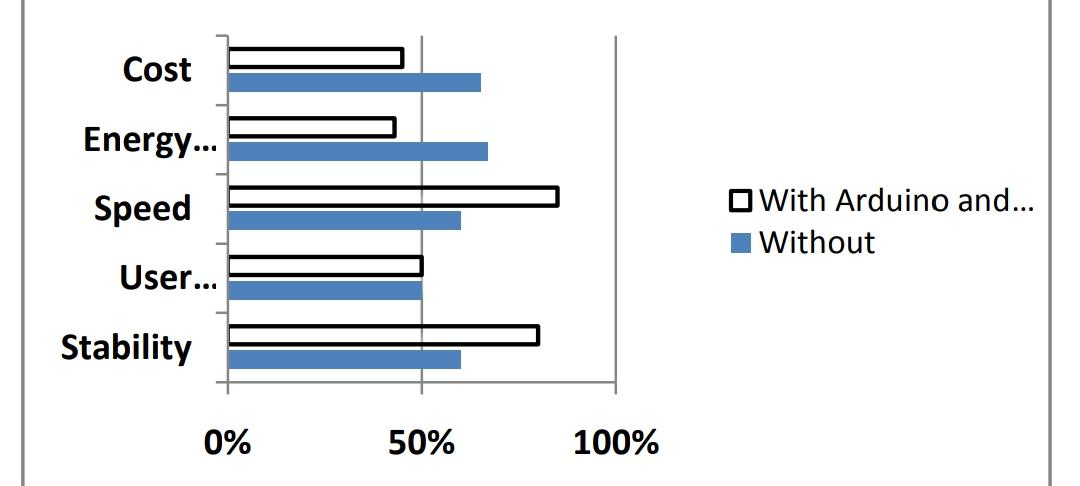 Cost
Energy...
Speed
User...
Stability
0% 50% 100%
With Arduino and...
Without